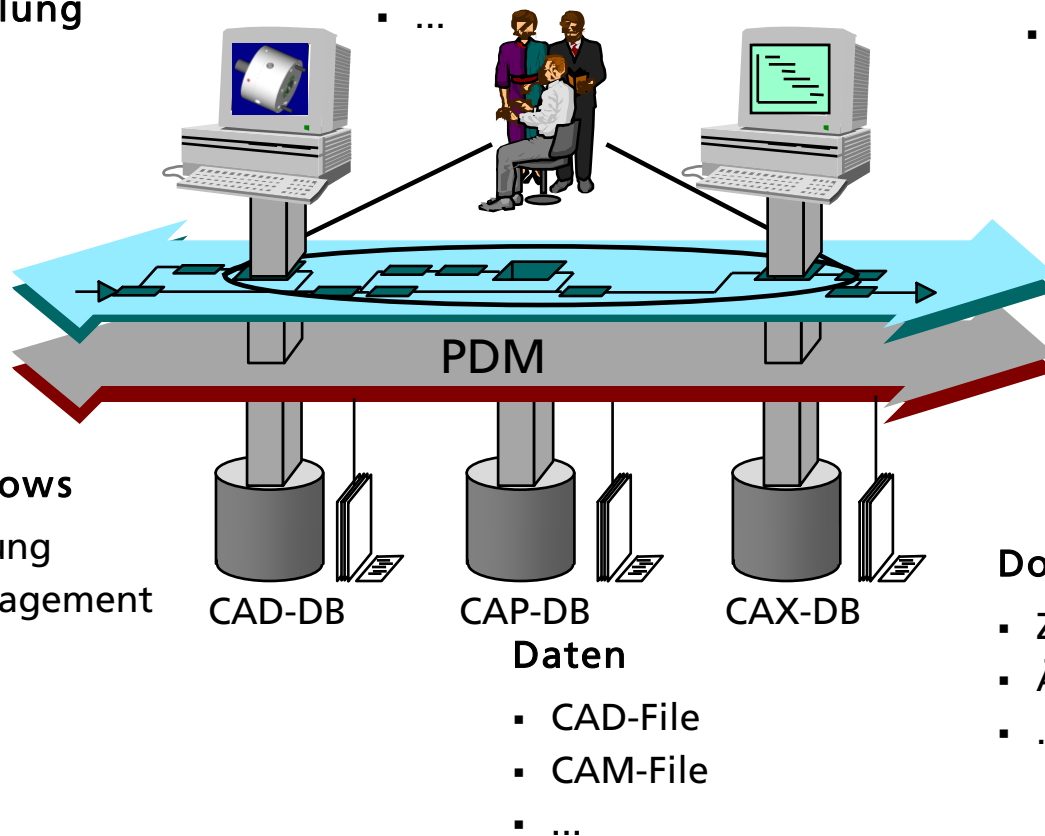 lung
...
PDM
ows
ung
agement
CAD-DB
CAP-DB
CAX-DB
Daten
CAD-File
CAM-File
...
Do
Z